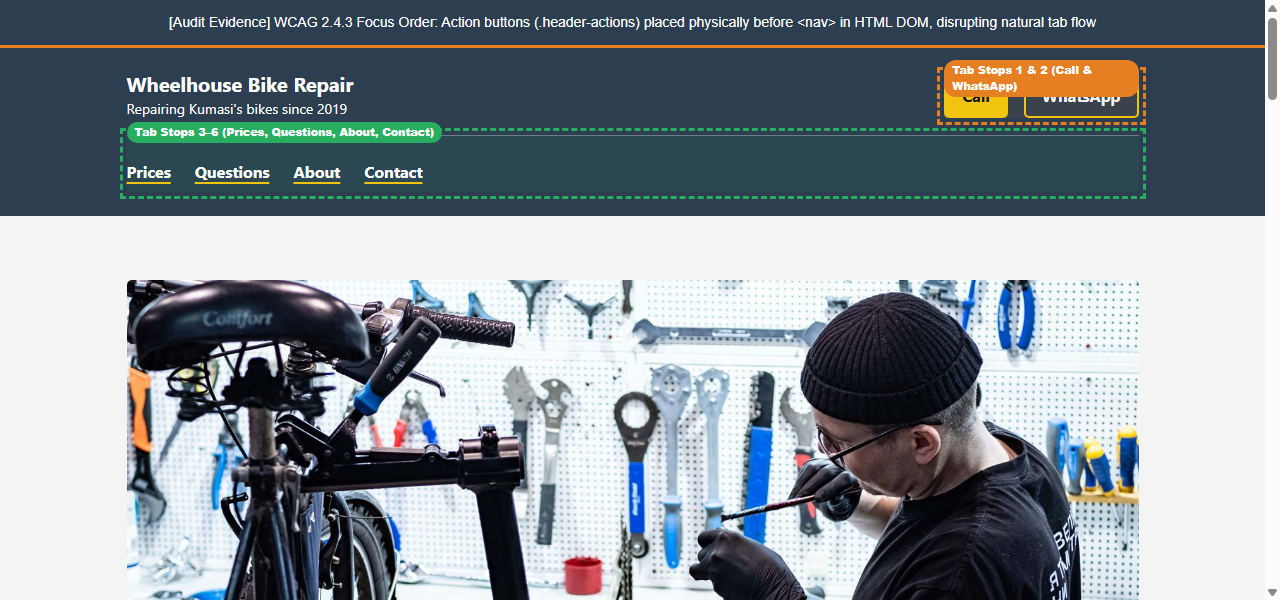 [Audit Evidence] WCAG 2.4.3 Focus Order: Action buttons (.header-actions) placed physically before <nav> in HTML DOM, disrupting natural tab flow
Wheelhouse Bike Repair
Repairing Kumasi's bikes since 2019
Tab Stops 1 & 2 (Call &
WhatsApp)
Call
WhatsApp
Tab Stops 3-6 (Prices, Questions, About, Contact)
Prices
Questions
About
Contact
Comfort